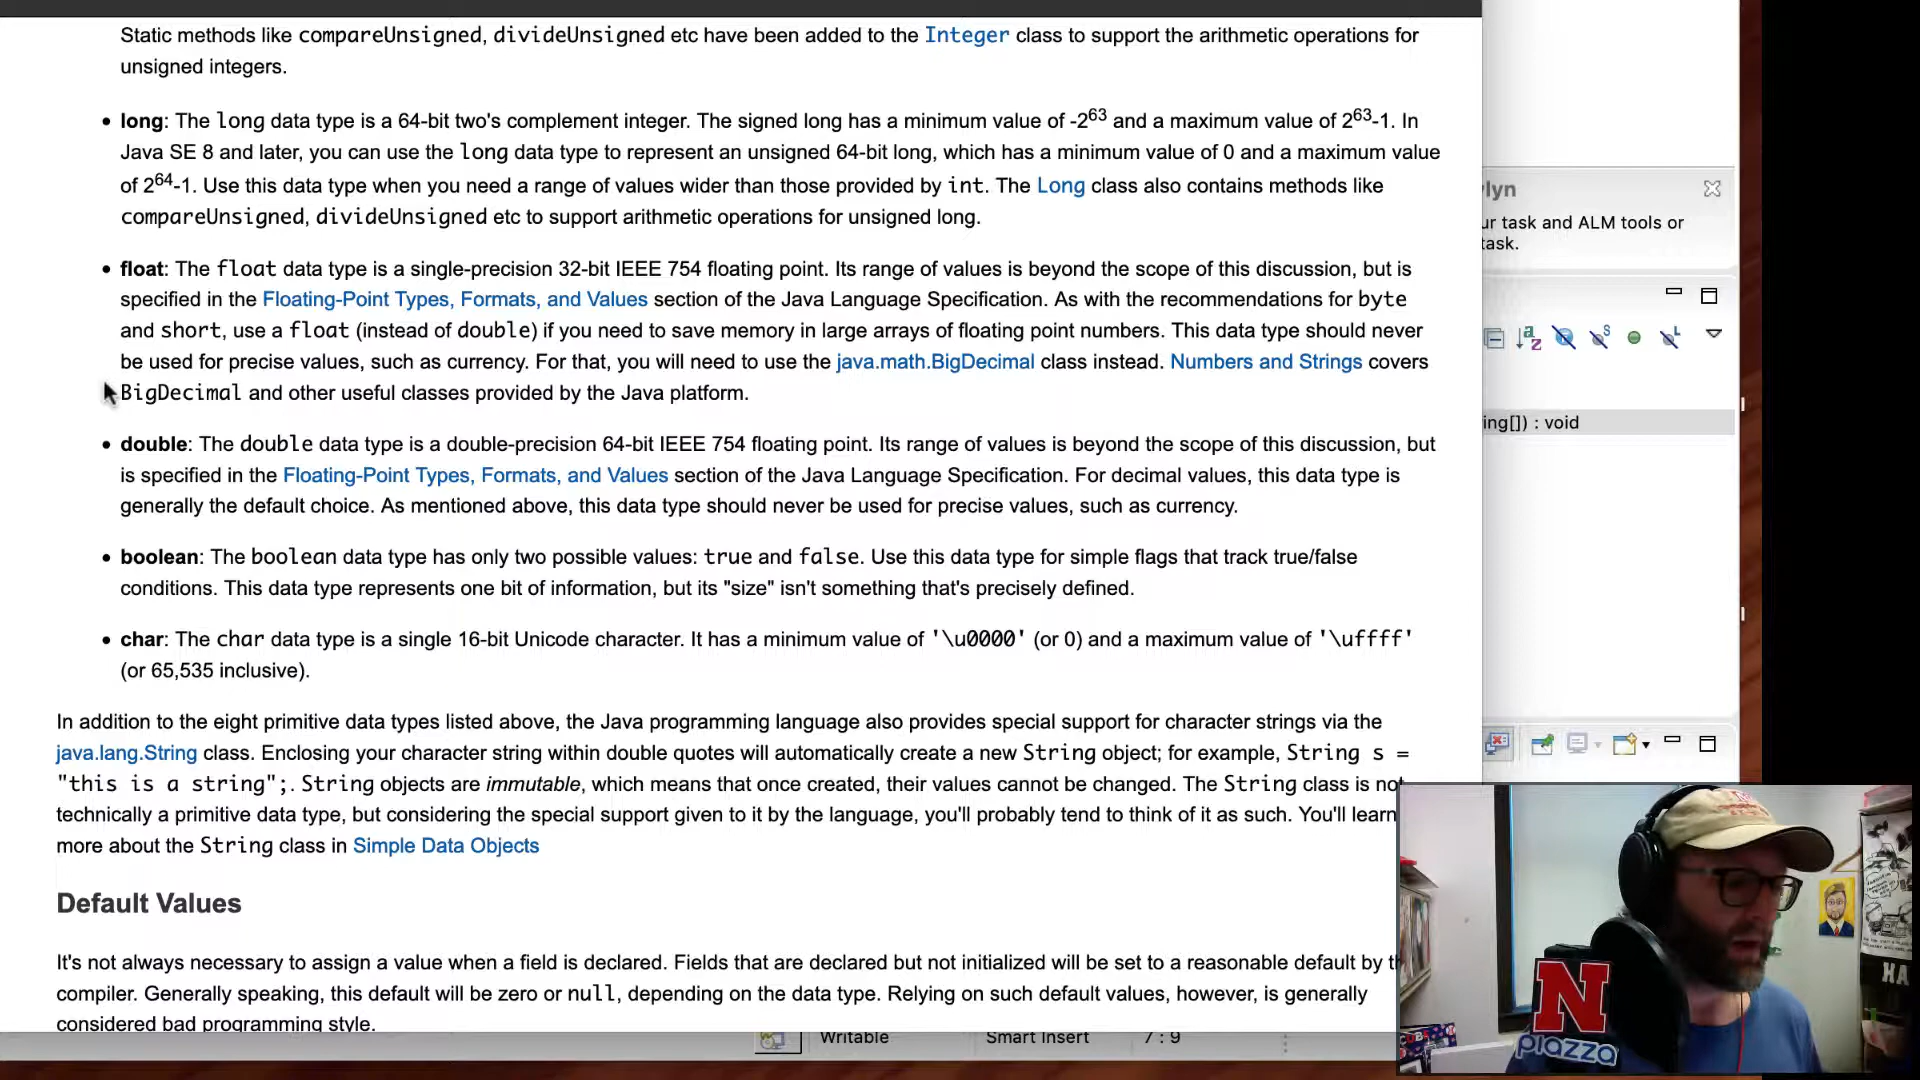 Static methods like compareUnsigned, divideUnsigned etc have been added to the Integer class to support the arithmetic operations for
unsigned integers.
• long: The long data type is a 64-bit two's complement integer. The signed long has a minimum value of -2⁶³ and a maximum value of 2⁶³-1. In
Java SE 8 and later, you can use the long data type to represent an unsigned 64-bit long, which has a minimum value of 0 and a maximum value
of 2⁶⁴-1. Use this data type when you need a range of values wider than those provided by int. The Long class also contains methods like
compareUnsigned, divideUnsigned etc to support arithmetic operations for unsigned long.
• float: The float data type is a single-precision 32-bit IEEE 754 floating point. Its range of values is beyond the scope of this discussion, but is
specified in the Floating-Point Types, Formats, and Values section of the Java Language Specification. As with the recommendations for byte
and short, use a float (instead of double) if you need to save memory in large arrays of floating point numbers. This data type should never
be used for precise values, such as currency. For that, you will need to use the java.math.BigDecimal class instead. Numbers and Strings covers
BigDecimal and other useful classes provided by the Java platform.
• double: The double data type is a double-precision 64-bit IEEE 754 floating point. Its range of values is beyond the scope of this discussion, but
is specified in the Floating-Point Types, Formats, and Values section of the Java Language Specification. For decimal values, this data type is
generally the default choice. As mentioned above, this data type should never be used for precise values, such as currency.
• boolean: The boolean data type has only two possible values: true and false. Use this data type for simple flags that track true/false
conditions. This data type represents one bit of information, but its "size" isn't something that's precisely defined.
• char: The char data type is a single 16-bit Unicode character. It has a minimum value of '\u0000' (or 0) and a maximum value of '\uffff'
(or 65,535 inclusive).
In addition to the eight primitive data types listed above, the Java programming language also provides special support for character strings via the
java.lang.String class. Enclosing your character string within double quotes will automatically create a new String object; for example, String s =
"this is a string";. String objects are immutable, which means that once created, their values cannot be changed. The String class is not
technically a primitive data type, but considering the special support given to it by the language, you'll probably tend to think of it as such. You'll learn
more about the String class in Simple Data Objects
Default Values
It's not always necessary to assign a value when a field is declared. Fields that are declared but not initialized will be set to a reasonable default by th
compiler. Generally speaking, this default will be zero or null, depending on the data type. Relying on such default values, however, is generally
considered bad programming style.
Writable Smart Insert 7 : 9
lyn
ur task and ALM tools or
task.
ing[]) : void
N
piazza
HA